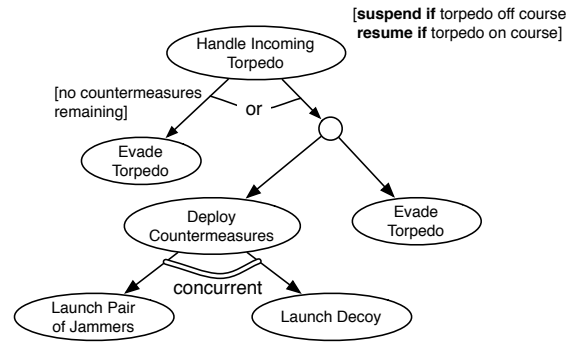 [suspend if torpedo off course
resume if torpedo on course]
Handle Incoming
Torpedo
[no countermeasures
remaining]
or
Evade
Torpedo
Deploy
Countermeasures
Evade
Torpedo
concurrent
Launch Pair
of Jammers
Launch Decoy